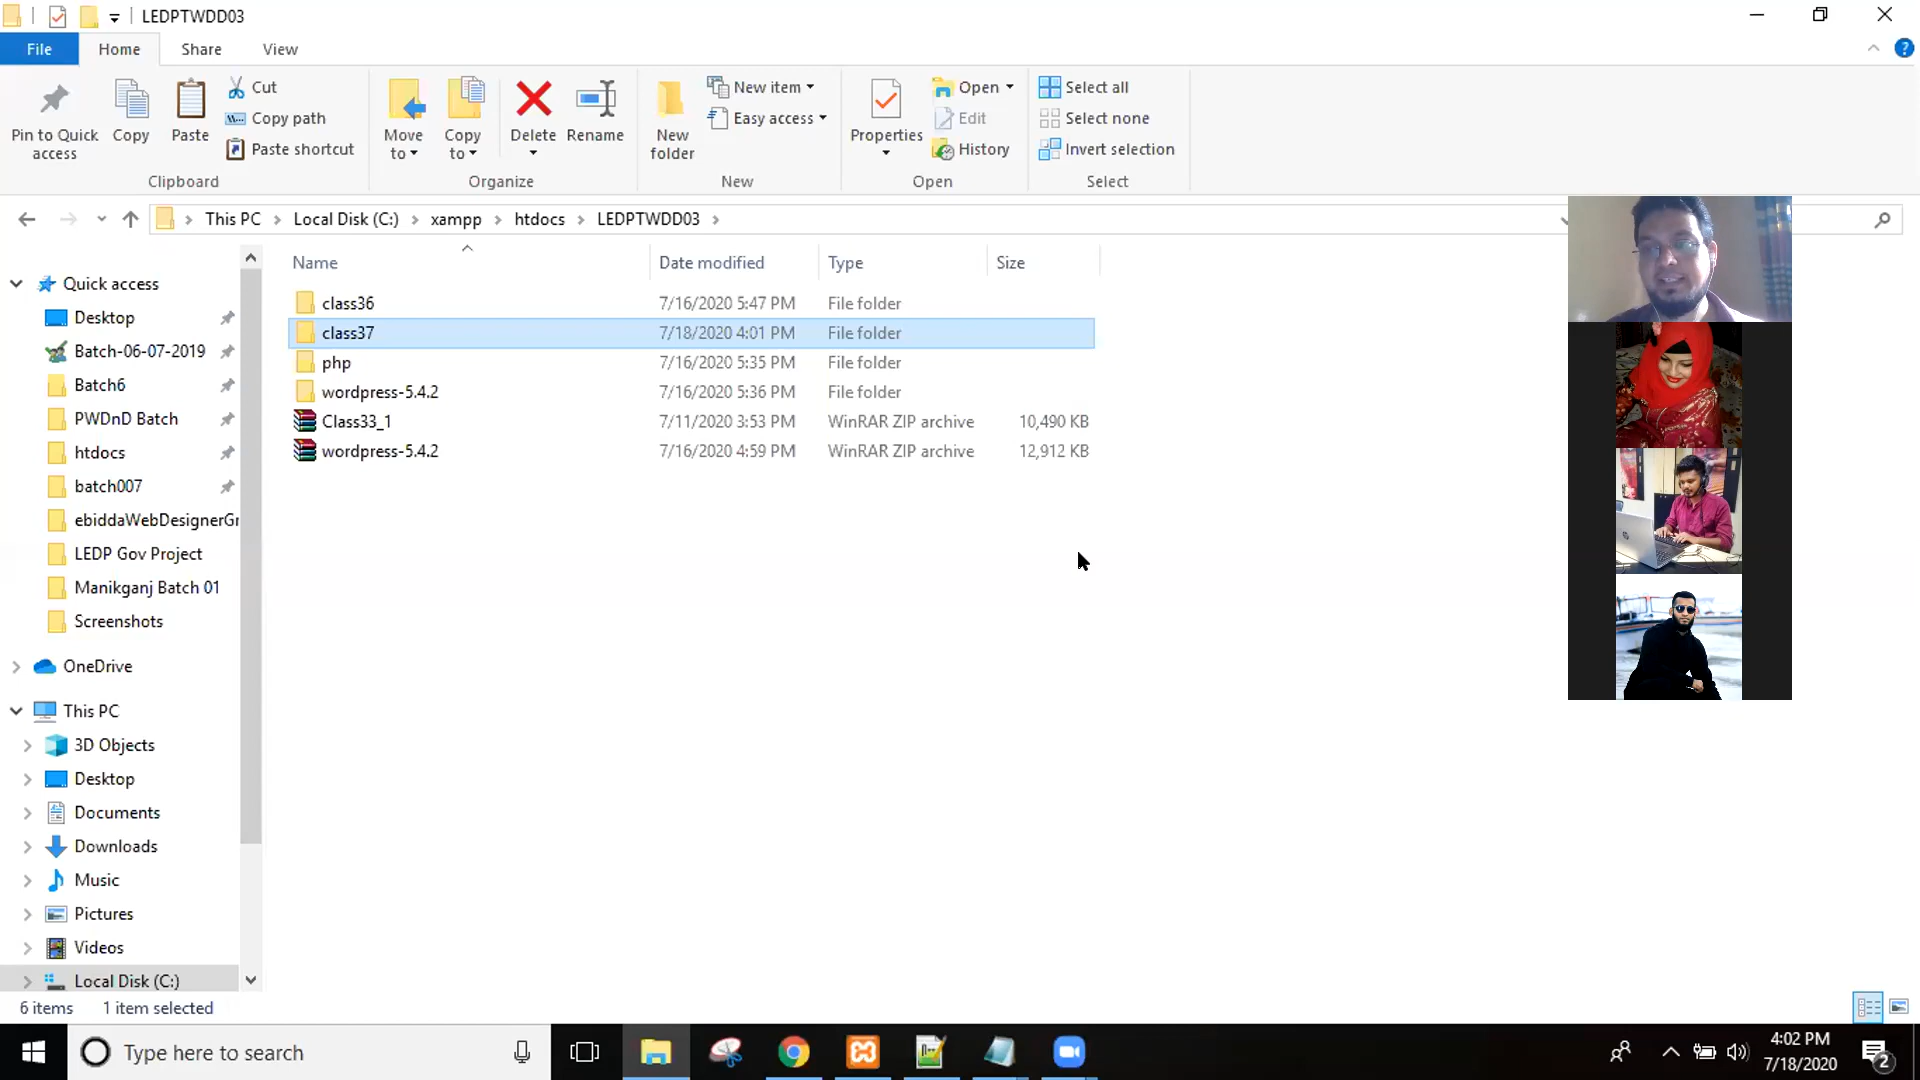 LEDPTWDD03
File Home Share View
Pin to Quick access
Copy
Paste
Cut
Copy path
Paste shortcut
Clipboard
Move to
Copy to
Delete
Rename
Organize
New folder
New item
Easy access
New
Properties
Open
Edit
History
Open
Select all
Select none
Invert selection
Select
This PC Local Disk (C:) xampp htdocs LEDPTWDD03
Name Date modified Type Size
class36 7/16/2020 5:47 PM File folder
class37 7/18/2020 4:01 PM File folder
php 7/16/2020 5:35 PM File folder
wordpress-5.4.2 7/16/2020 5:36 PM File folder
Class33_1 7/11/2020 3:53 PM WinRAR ZIP archive 10,490 KB
wordpress-5.4.2 7/16/2020 4:59 PM WinRAR ZIP archive 12,912 KB
Quick access
Desktop
Batch-06-07-2019
Batch6
PWDnD Batch
htdocs
batch007
ebiddaWebDesignerGr
LEDP Gov Project
Manikganj Batch 01
Screenshots
OneDrive
This PC
3D Objects
Desktop
Documents
Downloads
Music
Pictures
Videos
Local Disk (C:)
6 items 1 item selected
Type here to search
4:02 PM
7/18/2020
2